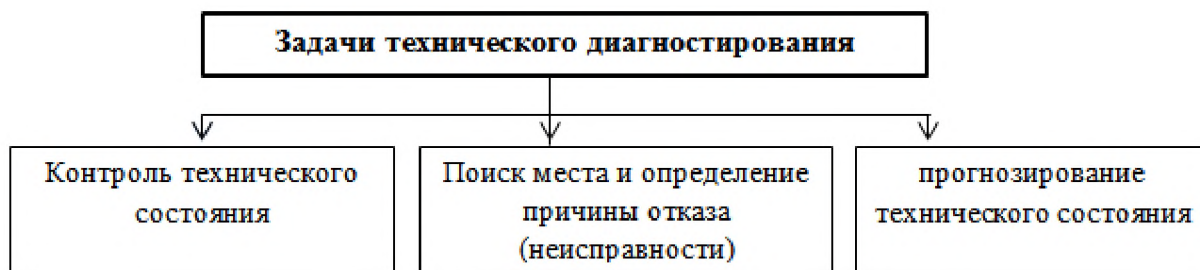 Задачи технического диагностирования
Контроль технического
состояния
Поиск места и определение
причины отказа
(неисправности)
прогнозирование
технического состояния